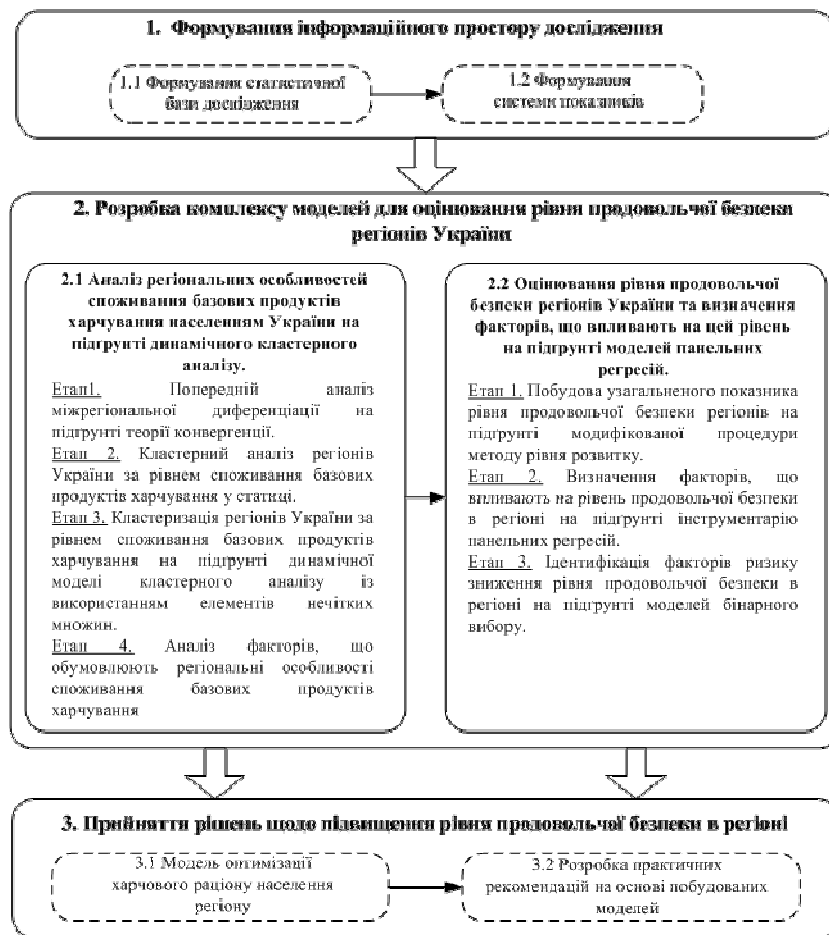 1. Формування інформаційного простору дослідження
1.1 Формування статистичної
бази дослідження
1.2 Формування
системи показників
2. Розробка комплексу моделей для оцінювання рівня продовольчої безпеки
регіонів України
2.1 Аналіз регіональних особливостей
споживання базових продуктів
харчування населенням України на
підґрунті динамічного кластерного
аналізу.
Етап1. Попередній аналіз
міжрегіональної диференціації на
підґрунті теорії конвергенції.
Етап 2. Кластерний аналіз регіонів
України за рівнем споживання базових
продуктів харчування у статиці.
Етап 3. Кластеризація регіонів України за
рівнем споживання базових продуктів
харчування на підґрунті динамічної
моделі кластерного аналізу із
використанням елементів нечітких
множин.
Етап 4. Аналіз факторів, що
обумовлюють регіональні особливості
споживання базових продуктів
харчування
2.2 Оцінювання рівня продовольчої
безпеки регіонів України та визначення
факторів, що впливають на цей рівень
на підґрунті моделей панельних
регресій.
Етап 1. Побудова узагальненого показника
рівня продовольчої безпеки регіонів на
підґрунті модифікованої процедури
методу рівня розвитку.
Етап 2. Визначення факторів, що
впливають на рівень продовольчої безпеки
в регіоні на підґрунті інструментарію
панельних регресій.
Етап 3. Ідентифікація факторів ризику
зниження рівня продовольчої безпеки в
регіоні на підґрунті моделей бінарного
вибору.
3. Прийняття рішень щодо підвищення рівня продовольчої безпеки в регіоні
3.1 Модель оптимізації
харчового раціону населення
регіону
3.2 Розробка практичних
рекомендацій на основі побудованих
моделей